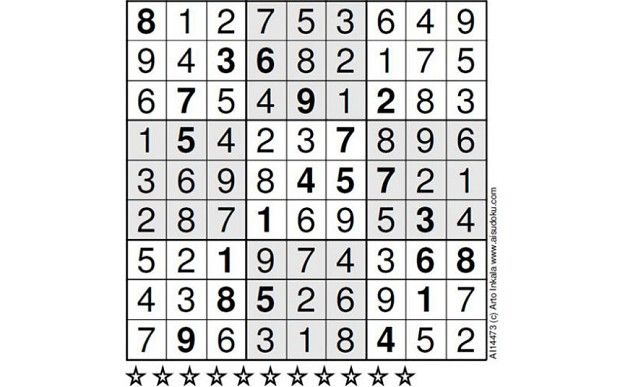 8 1 2 7 5 3 6 4 9
9 4 3 6 8 2 1 7 5
6 7 5 4 9 1 2 8 3
1 5 4 2 3 7 8 9 6
3 6 9 8 4 5 7 2 1
2 8 7 1 6 9 5 3 4
5 2 1 9 7 4 3 6 8
4 3 8 5 2 6 9 1 7
7 9 6 3 1 8 4 5 2
AI14473 (c) Arto Inkala www.aisudoku.com